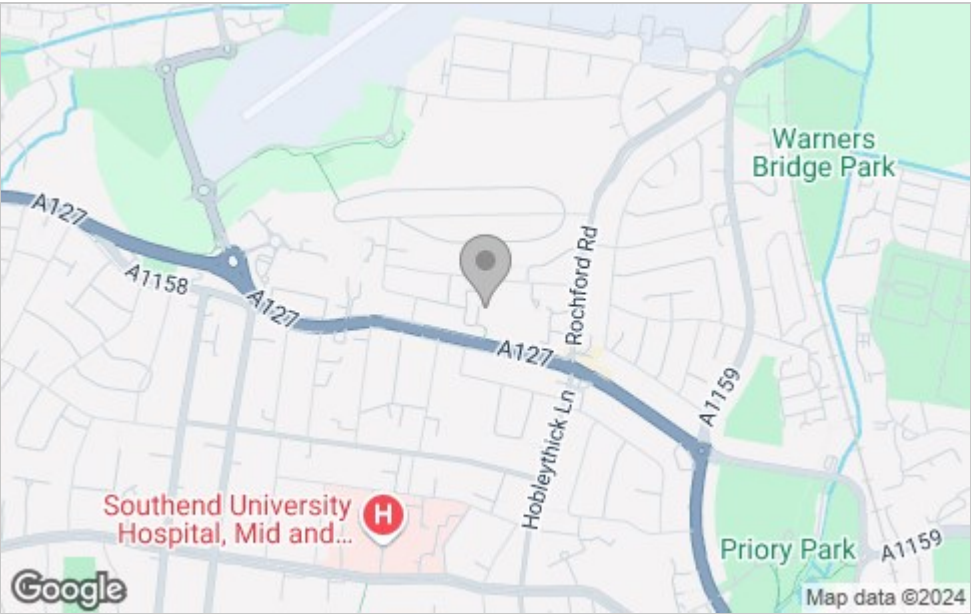 Warners
Bridge Park
A127
Rochford Rd
A1158
A127
A127
A1159
Hobleythick Ln
Southend University
Hospital, Mid and...
H
Priory Park
A1159
Google
Map data ©2024